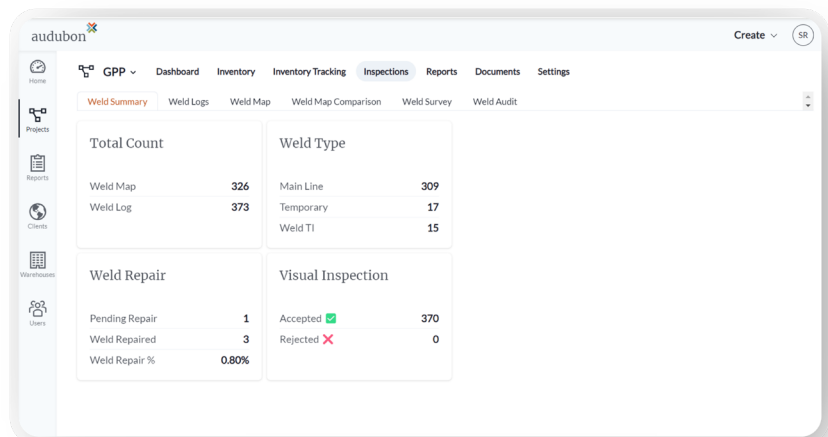 audubon
Create
SR
Home
Projects
Reports
Clients
Warehouses
Users
GPP Dashboard Inventory Inventory Tracking Inspections Reports Documents Settings
Weld Summary Weld Logs Weld Map Weld Map Comparison Weld Survey Weld Audit
Total Count
Weld Map 326
Weld Log 373
Weld Type
Main Line 309
Temporary 17
Weld TI 15
Weld Repair
Pending Repair 1
Weld Repaired 3
Weld Repair % 0.80%
Visual Inspection
Accepted ✅ 370
Rejected ❌ 0